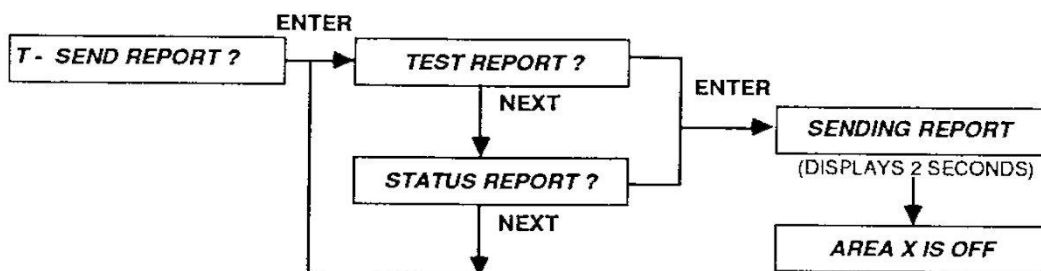 ENTER
T - SEND REPORT ?
TEST REPORT ?
NEXT
ENTER
SENDING REPORT
(DISPLAYS 2 SECONDS)
STATUS REPORT ?
NEXT
AREA X IS OFF